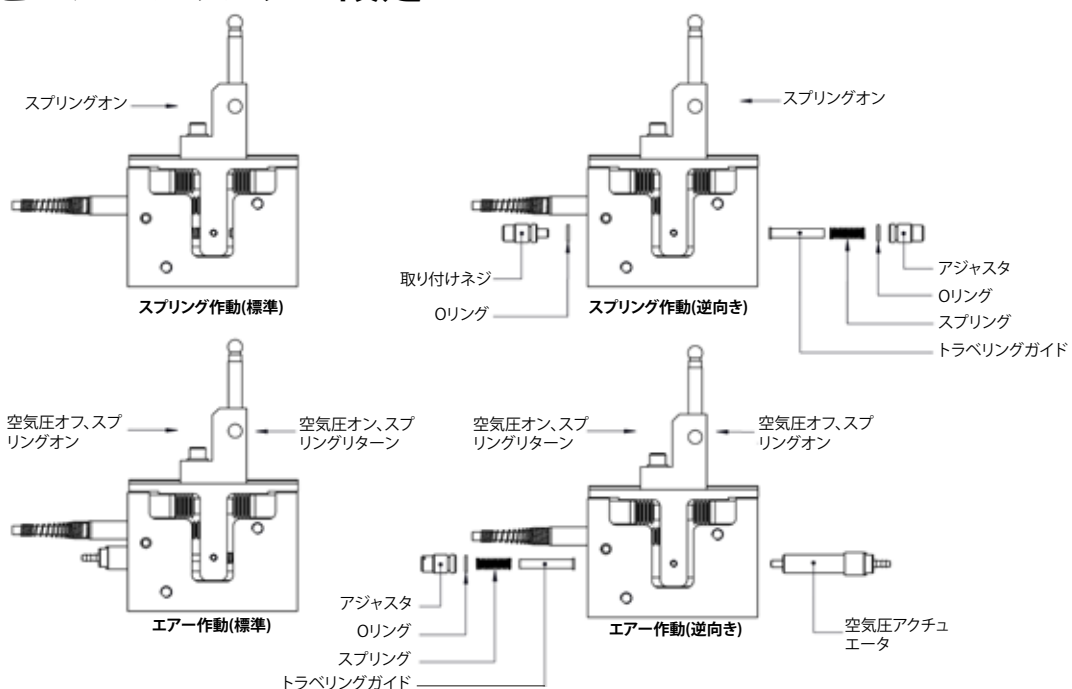 スプリングオン
スプリングオン
取り付けネジ
Oリング
アジャスタ
Oリング
スプリング
トラベリングガイド
スプリング作動(標準)
スプリング作動(逆向き)
空気圧オフ、スプ
リングオン
空気圧オン、スプ
リングリターン
空気圧オン、スプ
リングリターン
空気圧オフ、スプ
リングオン
アジャスタ
Oリング
スプリング
トラベリングガイド
空気圧アクチュ
エータ
エアー作動(標準)
エアー作動(逆向き)